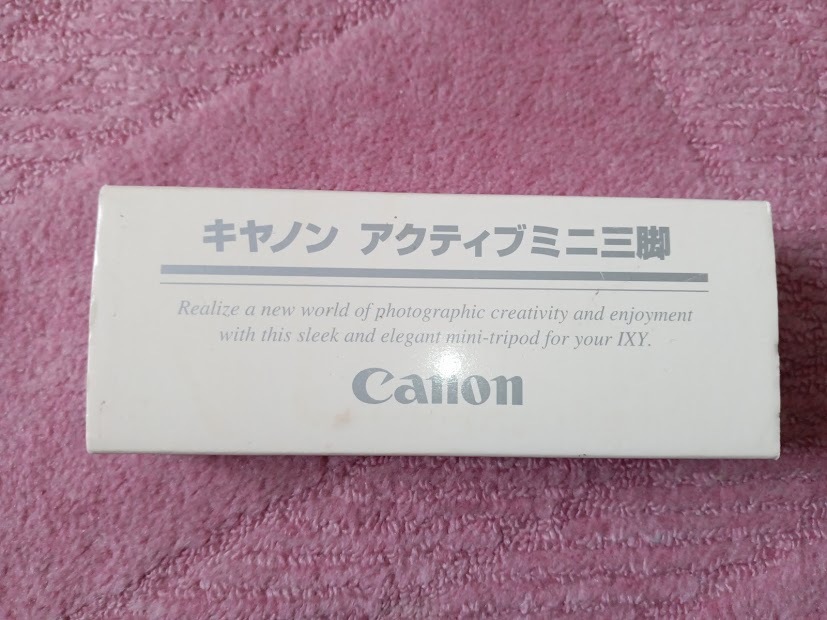 キヤノン アクティブミニ三脚
Realize a new world of photographic creativity and enjoyment
with this sleek and elegant mini-tripod for your IXY.
Canon